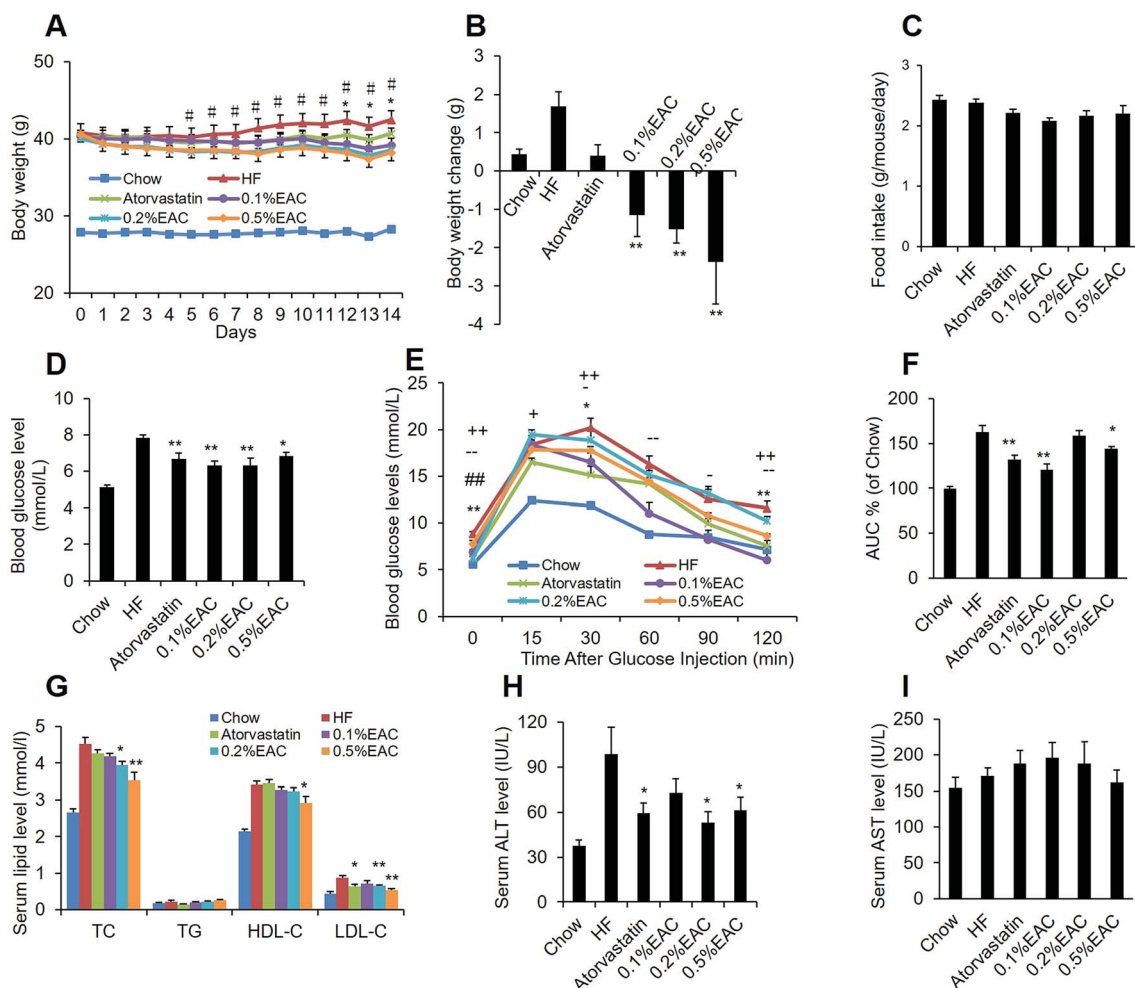 A
Body weight (g)
50
40
30
20
# # # # # # # # # #
* * *
Chow HF
Atorvastatin 0.1%EAC
0.2%EAC 0.5%EAC
0 1 2 3 4 5 6 7 8 9 10 11 12 13 14
Days
B
Body weight change (g)
3
2
1
0
-1
-2
-3
-4
Chow
HF
Atorvastatin
0.1%EAC
0.2%EAC
0.5%EAC
**
**
**
C
Food intake (g/mouse/day)
3
2
1
0
Chow
HF
Atorvastatin
0.1%EAC
0.2%EAC
0.5%EAC
D
Blood glucose level
(mmol/L)
10
8
6
4
2
0
** ** ** *
Chow
HF
Atorvastatin
0.1%EAC
0.2%EAC
0.5%EAC
E
Blood glucose levels (mmol/L)
25
20
15
10
5
0
++
--
##
**
+
++
-
*
--
-
++
--
**
Chow HF
Atorvastatin 0.1%EAC
0.2%EAC 0.5%EAC
0 15 30 60 90 120
Time After Glucose Injection (min)
F
AUC % (of Chow)
200
150
100
50
0
** ** *
Chow
HF
Atorvastatin
0.1%EAC
0.2%EAC
0.5%EAC
G
Serum lipid level (mmol/l)
5
4
3
2
1
0
Chow HF
Atorvastatin 0.1%EAC
0.2%EAC 0.5%EAC
* **
*
* ** **
TC TG HDL-C LDL-C
H
Serum ALT level (IU/L)
120
90
60
30
0
* * *
Chow
HF
Atorvastatin
0.1%EAC
0.2%EAC
0.5%EAC
I
Serum AST level (IU/L)
250
200
150
100
50
0
Chow
HF
Atorvastatin
0.1%EAC
0.2%EAC
0.5%EAC